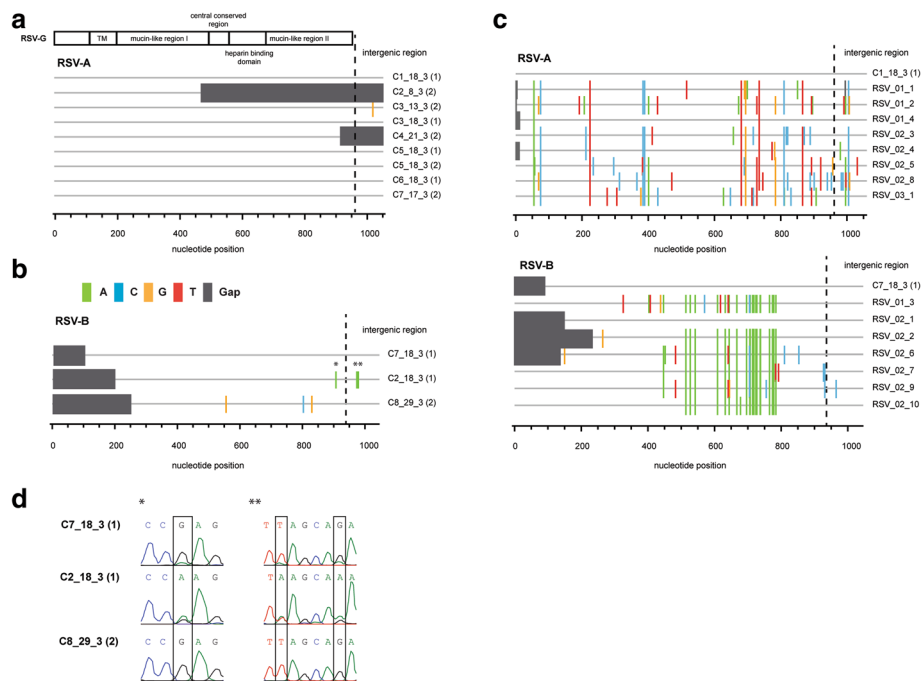 a
central conserved
region
RSV-G
TM
mucin-like region I
mucin-like region II
heparin binding
domain
intergenic region
RSV-A
C1_18_3 (1)
C2_8_3 (2)
C3_13_3 (2)
C3_18_3 (1)
C4_21_3 (2)
C5_18_3 (1)
C5_18_3 (2)
C6_18_3 (1)
C7_17_3 (2)
0 200 400 600 800 1000
nucleotide position
b
A C G T Gap
RSV-B
intergenic region
C7_18_3 (1)
* **
C2_18_3 (1)
C8_29_3 (2)
0 200 400 600 800 1000
nucleotide position
c
intergenic region
RSV-A
C1_18_3 (1)
RSV_01_1
RSV_01_2
RSV_01_4
RSV_02_3
RSV_02_4
RSV_02_5
RSV_02_8
RSV_03_1
0 200 400 600 800 1000
nucleotide position
RSV-B
intergenic region
C7_18_3 (1)
RSV_01_3
RSV_02_1
RSV_02_2
RSV_02_6
RSV_02_7
RSV_02_9
RSV_02_10
0 200 400 600 800 1000
nucleotide position
d
* **
C7_18_3 (1) C C G A G T T A G C A G A
C2_18_3 (1) C C A A G T A A G C A A A
C8_29_3 (2) C C G A G T T A G C A G A